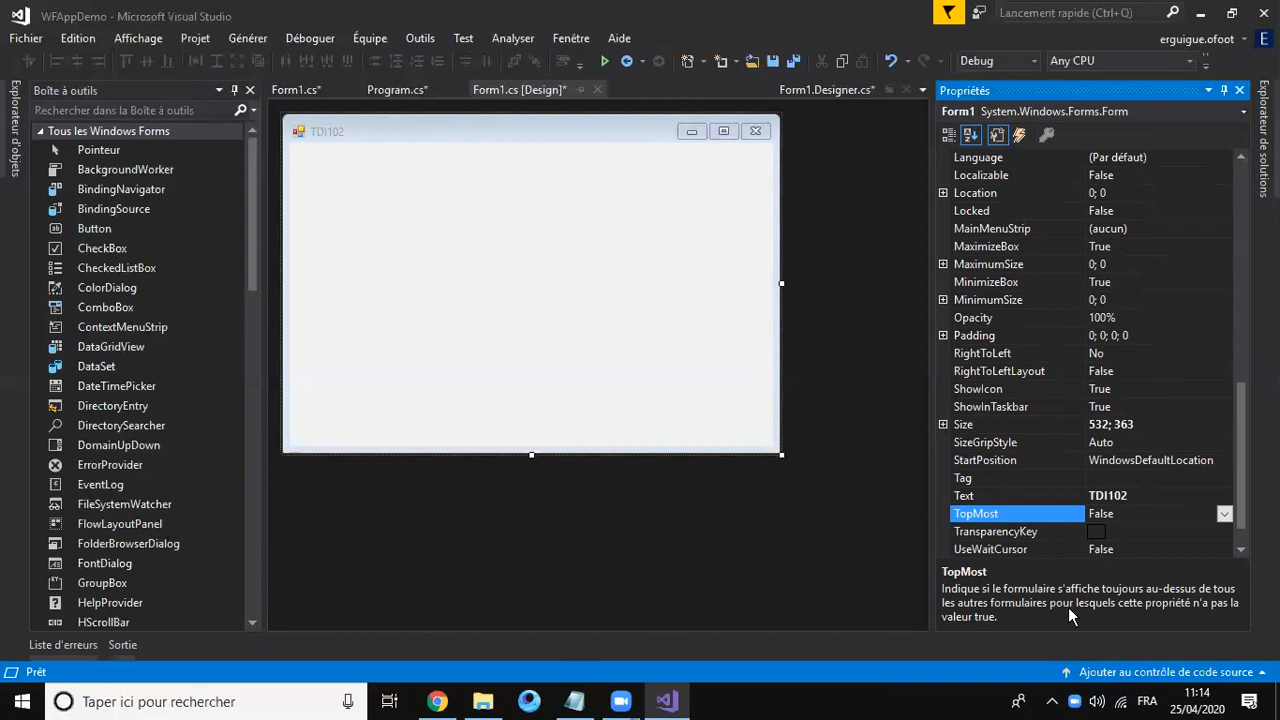 WFAppDemo - Microsoft Visual Studio
Lancement rapide (Ctrl+Q)
Fichier Edition Affichage Projet Générer Déboguer Équipe Outils Test Analyser Fenêtre Aide
erguigue.ofoot E
Debug Any CPU
Explorateur d'objets
Boîte à outils
Rechercher dans la Boîte à outils
Tous les Windows Forms
Pointeur
BackgroundWorker
BindingNavigator
BindingSource
Button
CheckBox
CheckedListBox
ColorDialog
ComboBox
ContextMenuStrip
DataGridView
DataSet
DateTimePicker
DirectoryEntry
DirectorySearcher
DomainUpDown
ErrorProvider
EventLog
FileSystemWatcher
FlowLayoutPanel
FolderBrowserDialog
FontDialog
GroupBox
HelpProvider
HScrollBar
Form1.cs* Program.cs* Form1.cs [Design]* Form1.Designer.cs*
TDI102
Propriétés
Form1 System.Windows.Forms.Form
Language (Par défaut)
Localizable False
Location 0; 0
Locked False
MainMenuStrip (aucun)
MaximizeBox True
MaximumSize 0; 0
MinimizeBox True
MinimumSize 0; 0
Opacity 100%
Padding 0; 0; 0; 0
RightToLeft No
RightToLeftLayout False
ShowIcon True
ShowInTaskbar True
Size 532; 363
SizeGripStyle Auto
StartPosition WindowsDefaultLocation
Tag
Text TDI102
TopMost False
TransparencyKey
UseWaitCursor False
TopMost
Indique si le formulaire s'affiche toujours au-dessus de tous
les autres formulaires pour lesquels cette propriété n'a pas la
valeur true.
Explorateur de solutions
Liste d'erreurs Sortie
Prêt
Ajouter au contrôle de code source
Taper ici pour rechercher
FRA
11:14
25/04/2020